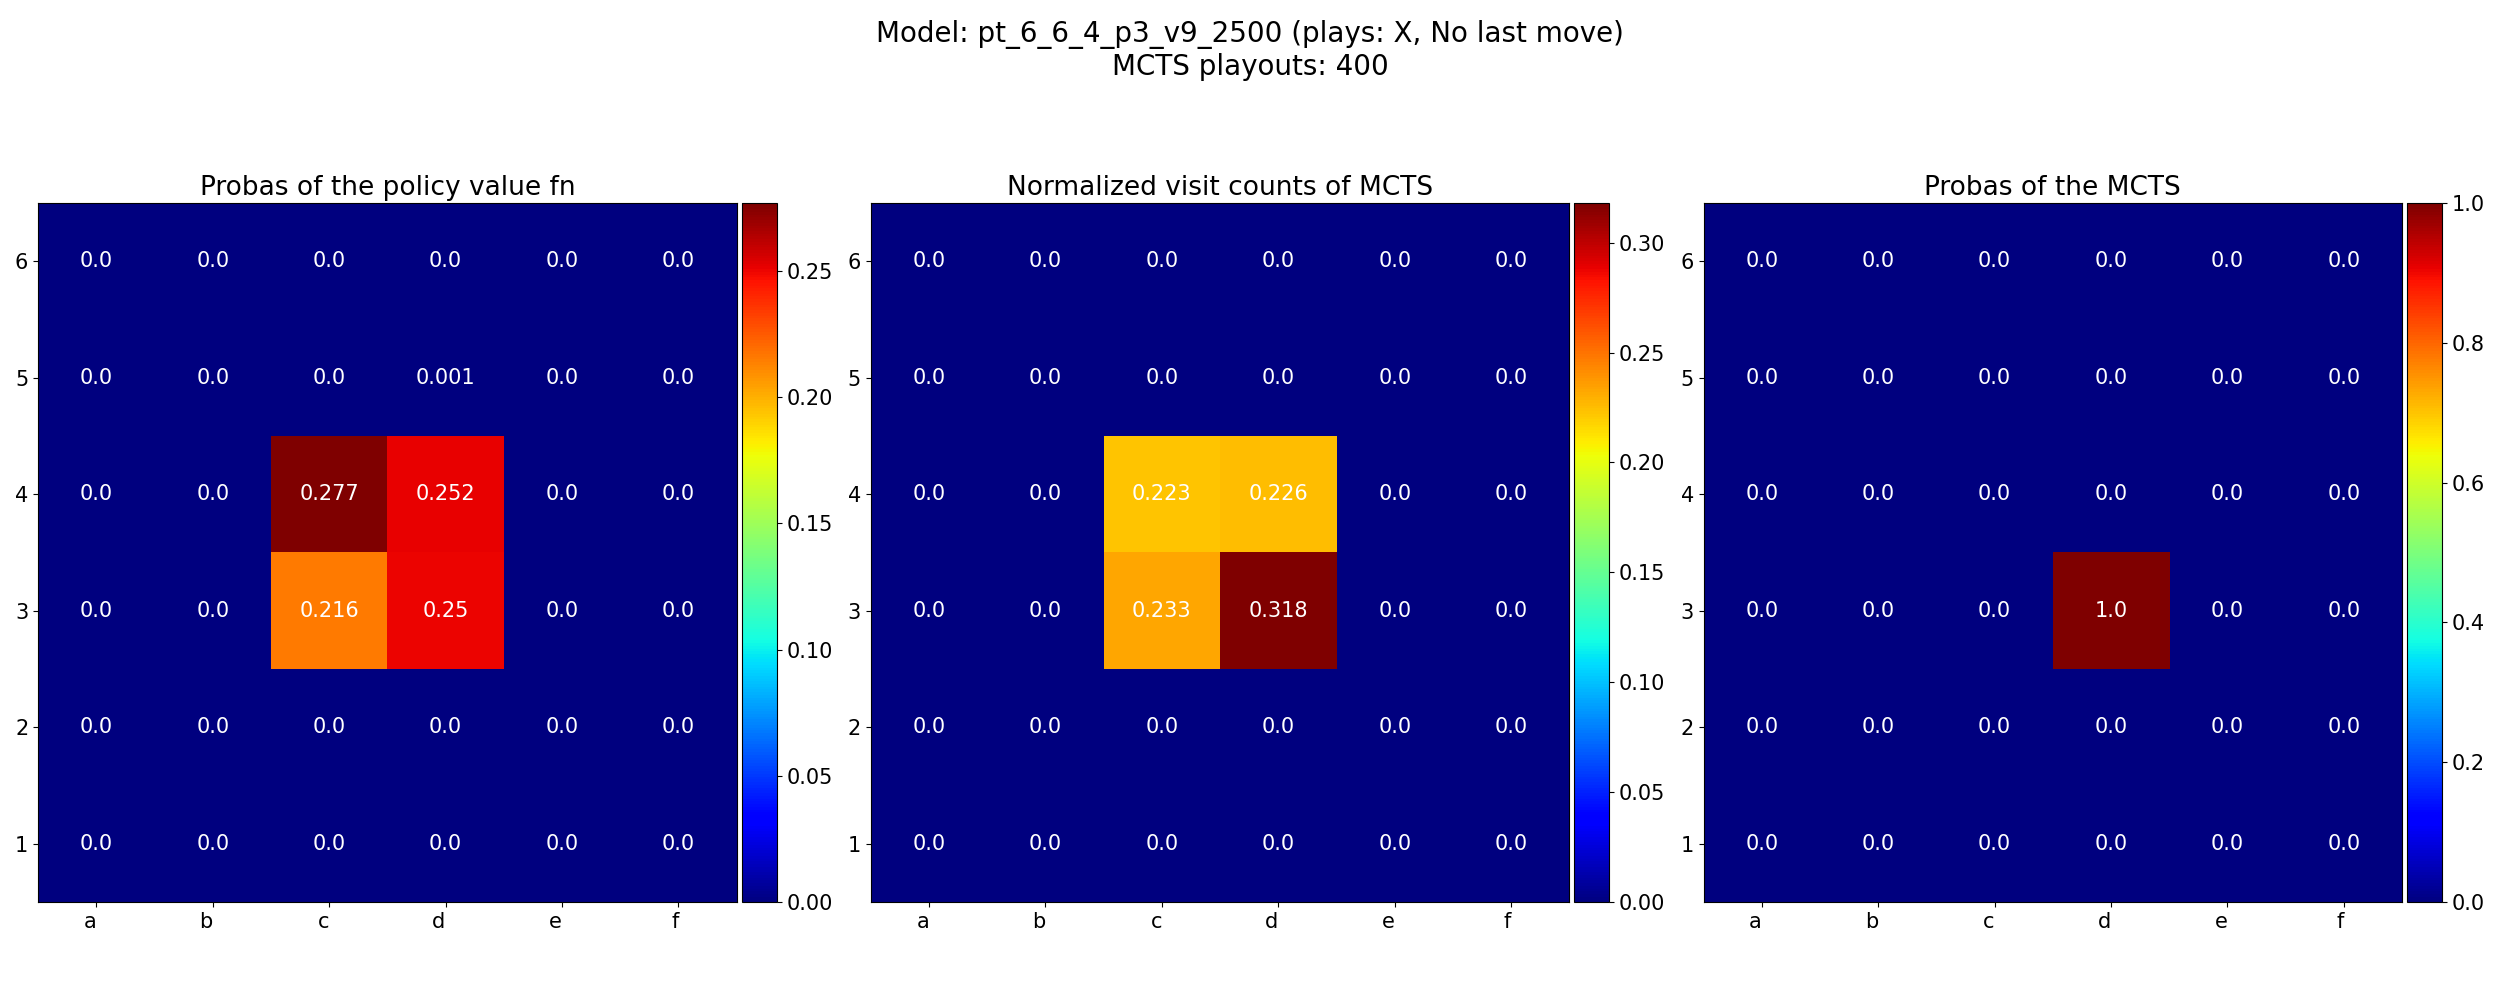 Model: pt_6_6_4_p3_v9_2500 (plays: X, No last move)
MCTS playouts: 400
Probas of the policy value fn
6 0.0 0.0 0.0 0.0 0.0 0.0
5 0.0 0.0 0.0 0.001 0.0 0.0
4 0.0 0.0 0.277 0.252 0.0 0.0
3 0.0 0.0 0.216 0.25 0.0 0.0
2 0.0 0.0 0.0 0.0 0.0 0.0
1 0.0 0.0 0.0 0.0 0.0 0.0
a b c d e f
0.25
0.20
0.15
0.10
0.05
0.00
Normalized visit counts of MCTS
6 0.0 0.0 0.0 0.0 0.0 0.0
5 0.0 0.0 0.0 0.0 0.0 0.0
4 0.0 0.0 0.223 0.226 0.0 0.0
3 0.0 0.0 0.233 0.318 0.0 0.0
2 0.0 0.0 0.0 0.0 0.0 0.0
1 0.0 0.0 0.0 0.0 0.0 0.0
a b c d e f
0.30
0.25
0.20
0.15
0.10
0.05
0.00
Probas of the MCTS
6 0.0 0.0 0.0 0.0 0.0 0.0
5 0.0 0.0 0.0 0.0 0.0 0.0
4 0.0 0.0 0.0 0.0 0.0 0.0
3 0.0 0.0 0.0 1.0 0.0 0.0
2 0.0 0.0 0.0 0.0 0.0 0.0
1 0.0 0.0 0.0 0.0 0.0 0.0
a b c d e f
1.0
0.8
0.6
0.4
0.2
0.0